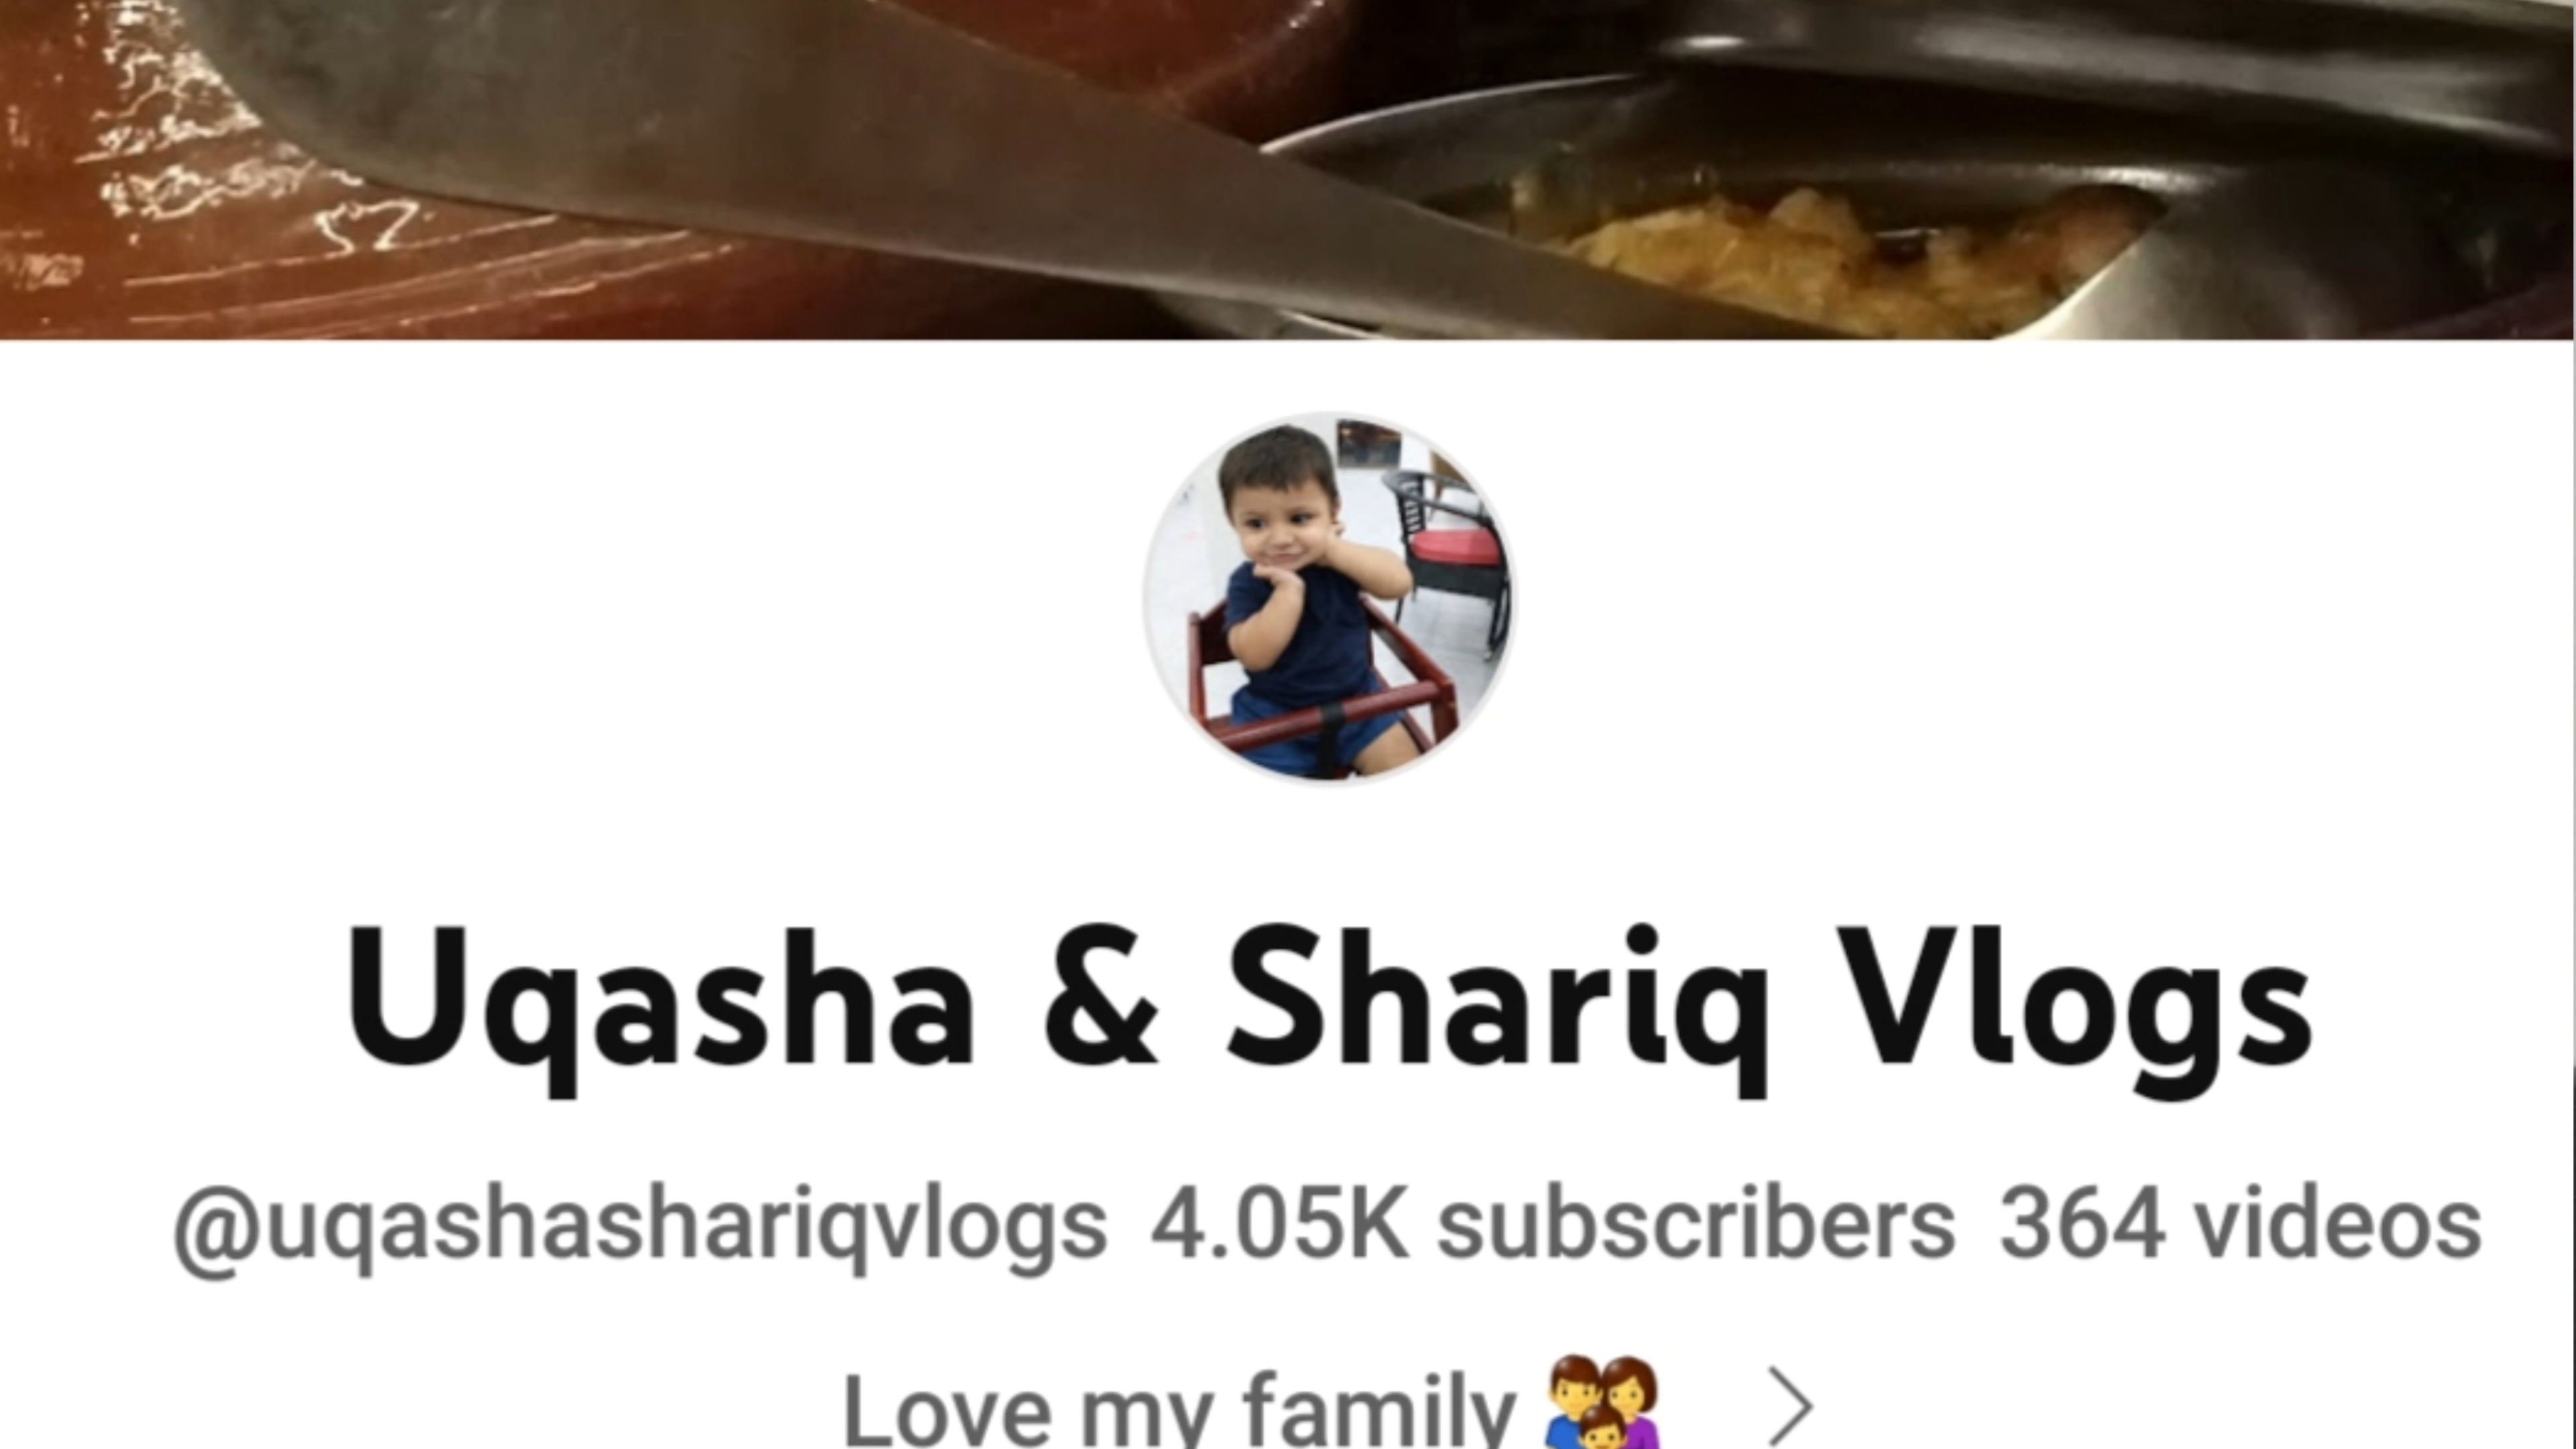 Uqasha & Shariq Vlogs
@uqashashariqvlogs 4.05K subscribers 364 videos
Love my family 👨‍👩‍👦 >